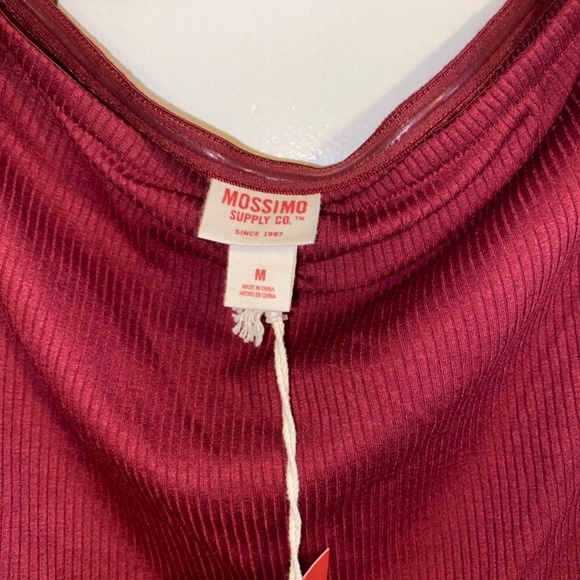 MOSSIMO
SUPPLY CO.™
SINCE 1987
M
MADE IN CHINA
HECHO EN CHINA